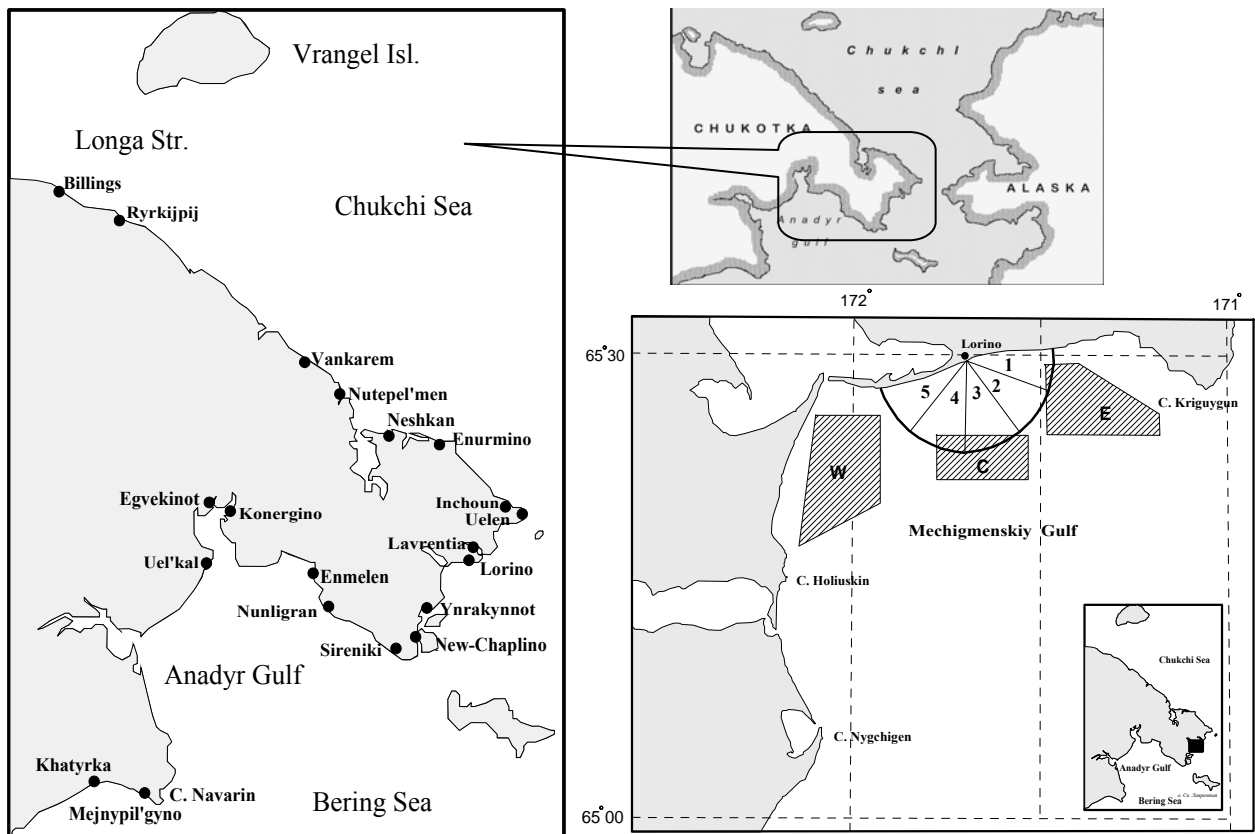 Vrangel Isl.
Longa Str.
Billings
Ryrkijpij
Chukchi Sea
Vankarem
Nutepel'men
Neshkan
Enurmino
Egvekinot
Konergino
Inchoun
Uelen
Lavrentia
Lorino
Uel'kal
Enmelen
Nunligran
Ynrakynnot
New-Chaplino
Sireniki
Anadyr Gulf
Khatyrka
C. Navarin
Mejnypil'gyno
Bering Sea
Chukchi
sea
CHUKOTKA
ALASKA
Anadyr
gulf
172°
171°
65°30
Lorino
1
2
3
4
5
E
C. Kriguygun
W
C
Mechigmenskiy Gulf
C. Holiuskin
C. Nygchigen
65°00
Chukchi Sea
Anadyr Gulf
Bering Sea